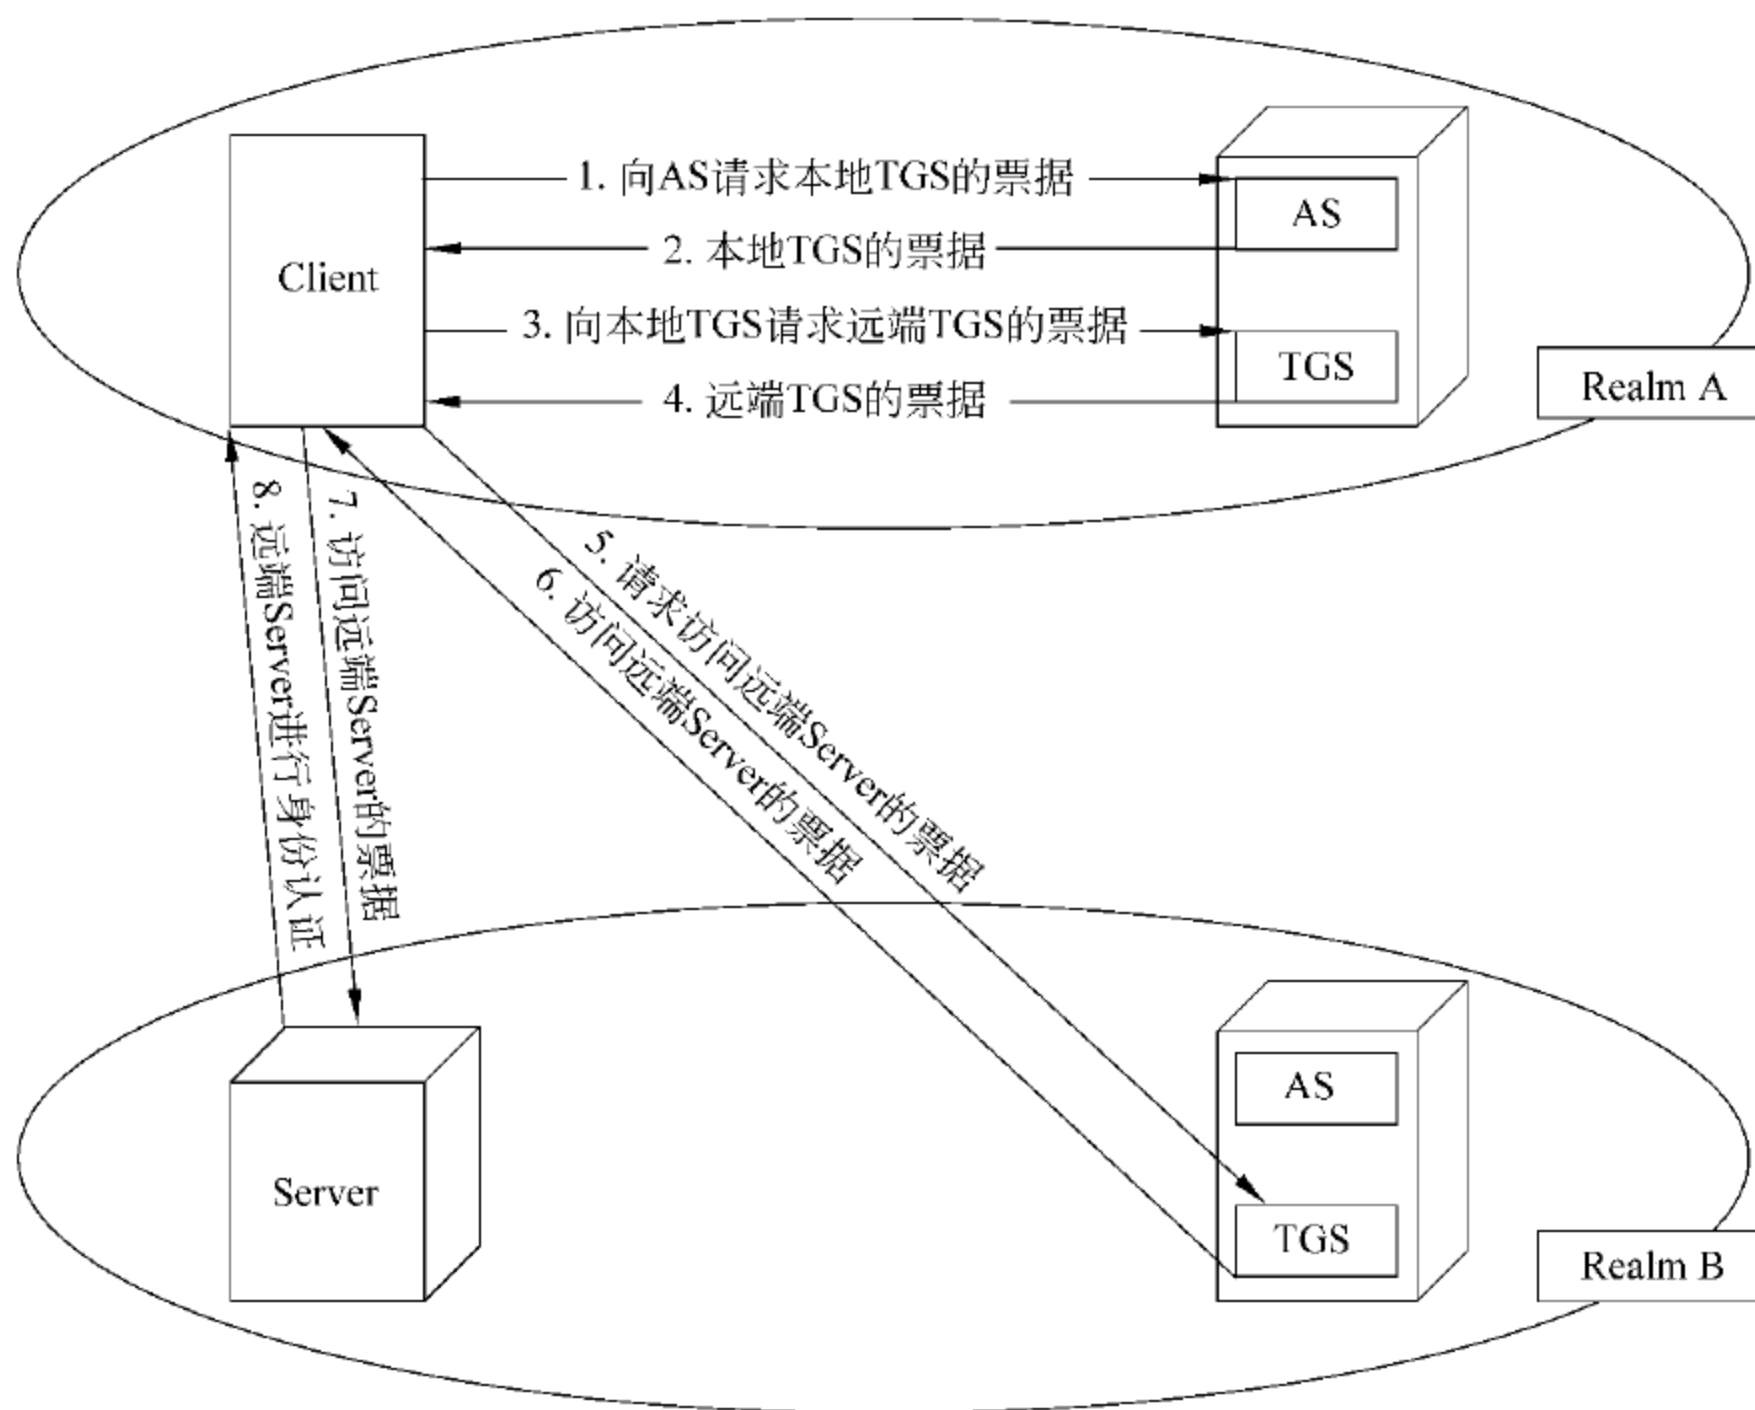 1. 向AS请求本地TGS的票据
AS
2. 本地TGS的票据
Client
3. 向本地TGS请求远端TGS的票据
TGS
4. 远端TGS的票据
Realm A
5. 请求访问远端Server的票据
6. 访问远端Server的票据
7. 访问远端Server的票据
8. 远端Server进行身份认证
AS
Server
TGS
Realm B